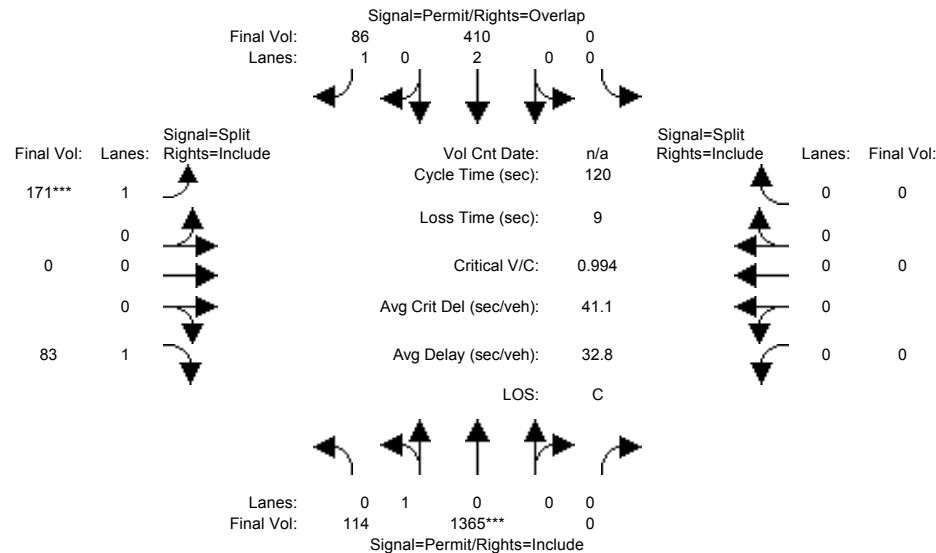 Signal=Permit/Rights=Overlap
Final Vol: 86 410 0
Lanes: 1 0 2 0 0
Signal=Split Signal=Split
Final Vol: Lanes: Rights=Include Vol Cnt Date: n/a Rights=Include Lanes: Final Vol:
Cycle Time (sec): 120
171*** 1 0 0
Loss Time (sec): 9
0 0
0 0 Critical V/C: 0.994 0 0
0 Avg Crit Del (sec/veh): 41.1 0
83 1 Avg Delay (sec/veh): 32.8 0 0
LOS: C
Lanes: 0 1 0 0 0
Final Vol: 114 1365*** 0
Signal=Permit/Rights=Include